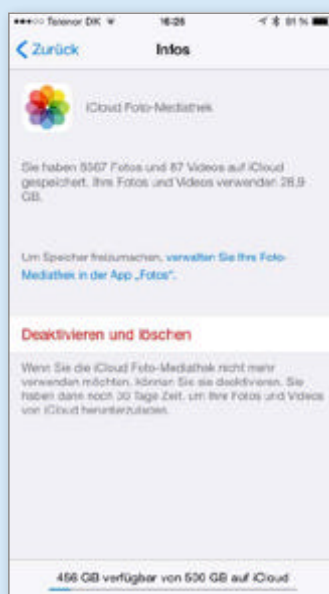 Telenor DK 16:26 81 %
Zurück Infos
iCloud Foto-Mediathek
Sie haben 5567 Fotos und 87 Videos auf iCloud
gespeichert. Ihre Fotos und Videos verwenden 28,9
GB.
Um Speicher freizumachen, verwalten Sie Ihre Foto-
Mediathek in der App „Fotos“.
Deaktivieren und löschen
Wenn Sie die iCloud Foto-Mediathek nicht mehr
verwenden möchten, können Sie sie deaktivieren. Sie
haben dann noch 30 Tage Zeit, um Ihre Fotos und Videos
von iCloud herunterzuladen.
456 GB verfügbar von 500 GB auf iCloud